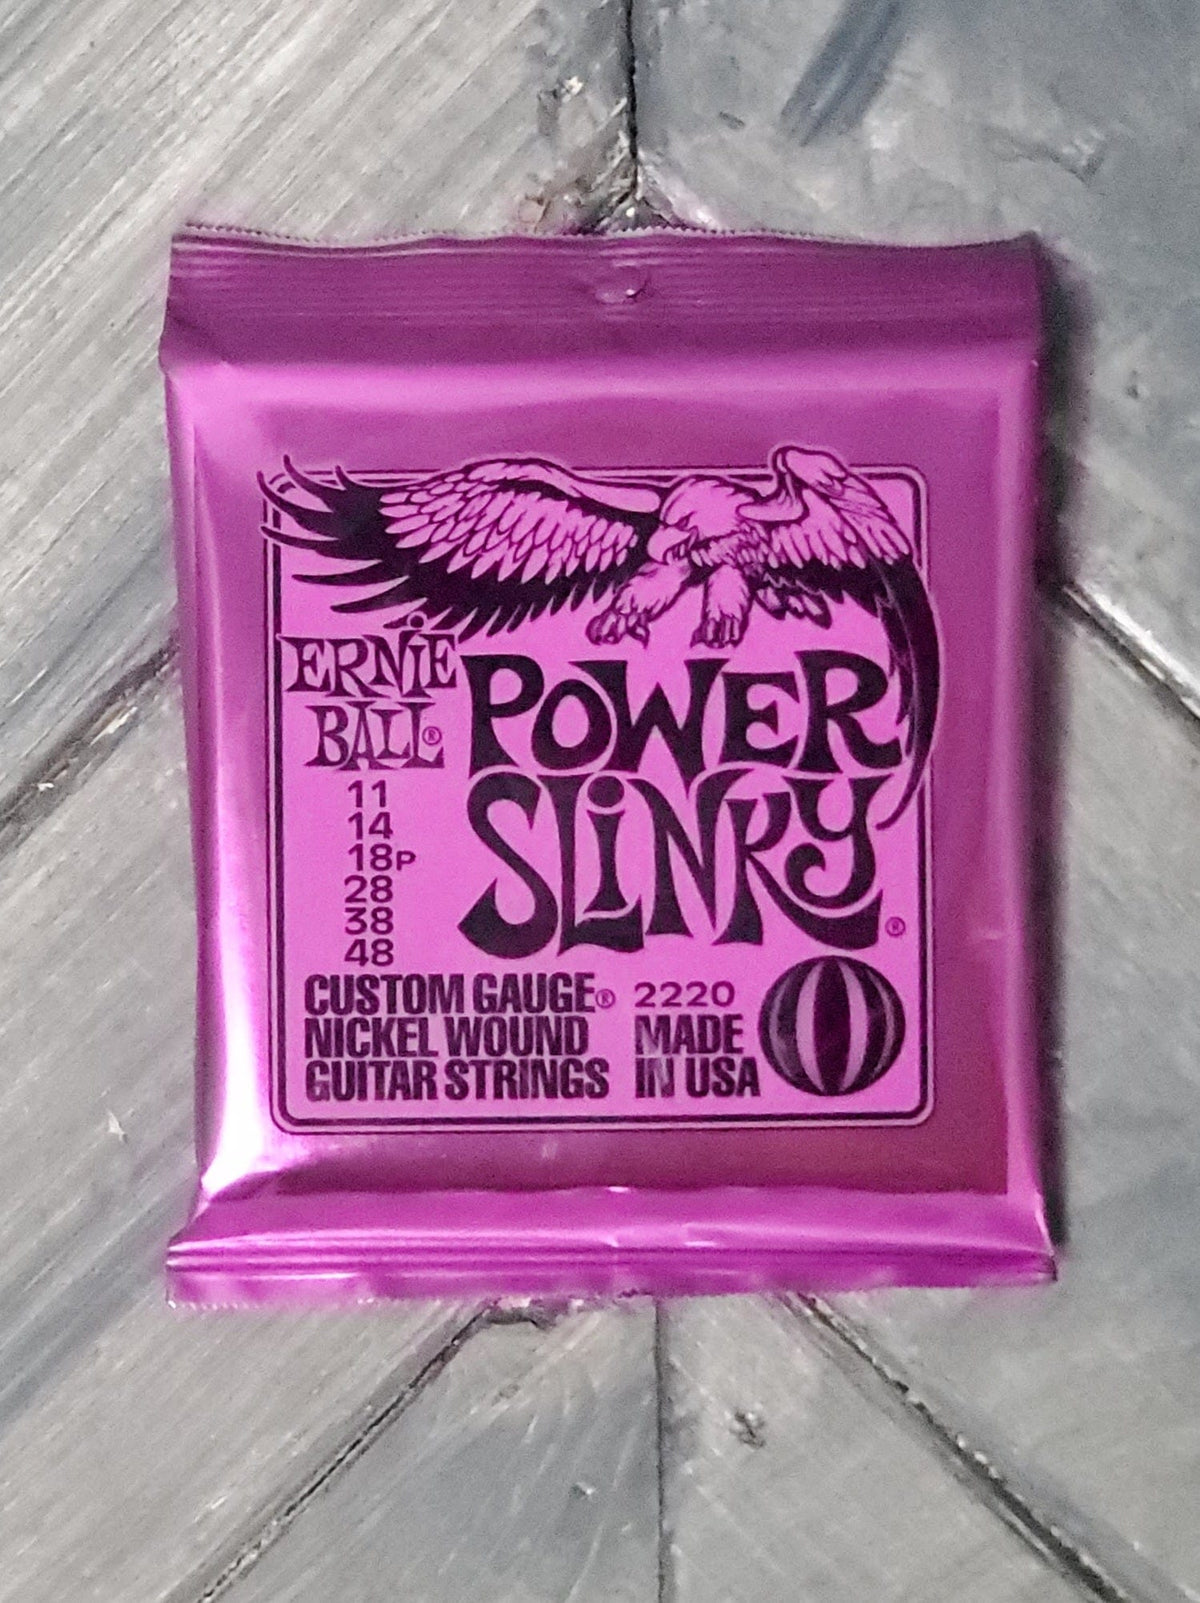 ERNIE
BALL®
POWER
SLINKY®
11
14
18P
28
38
48
CUSTOM GAUGE®
NICKEL WOUND
GUITAR STRINGS
2220
MADE
IN USA